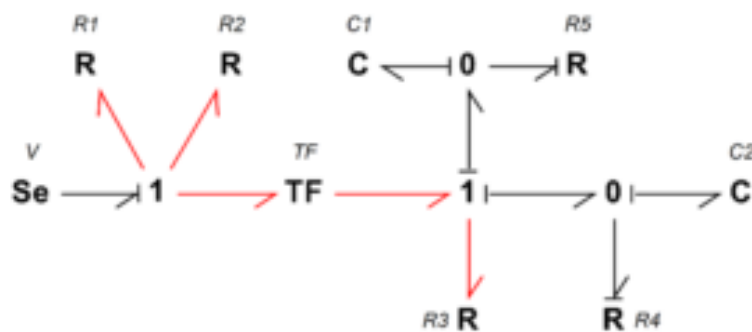 R1 R2 C1 R5
R R C 0 R
V TF C2
Se 1 TF 1 0 C
R3 R R R4